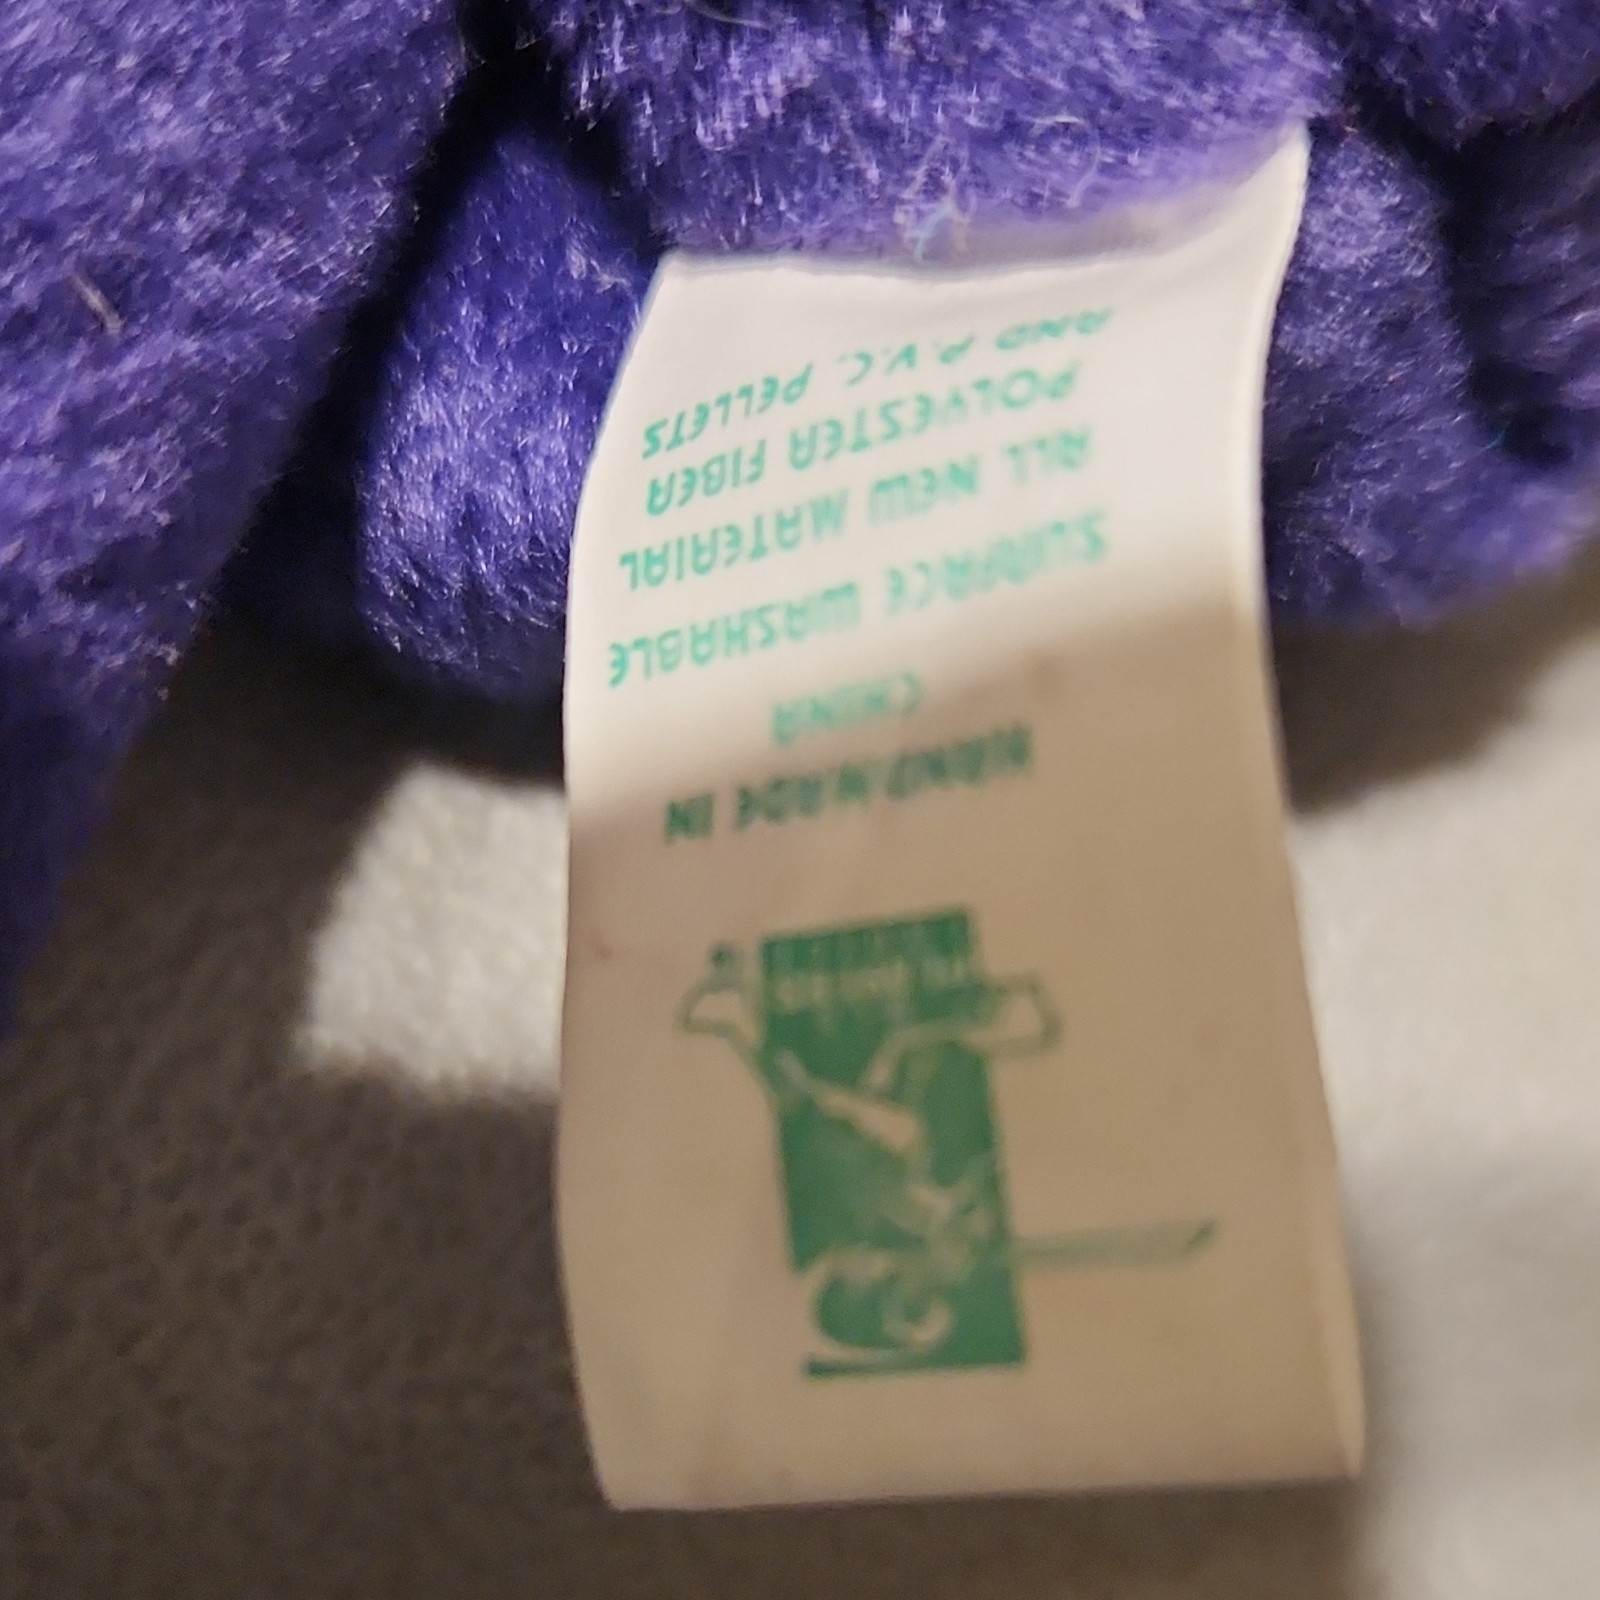 HAND MADE IN
CHINA
SURFACE WASHABLE
ALL NEW MATERIAL
POLYESTER FIBER
AND P.V.C. PELLETS